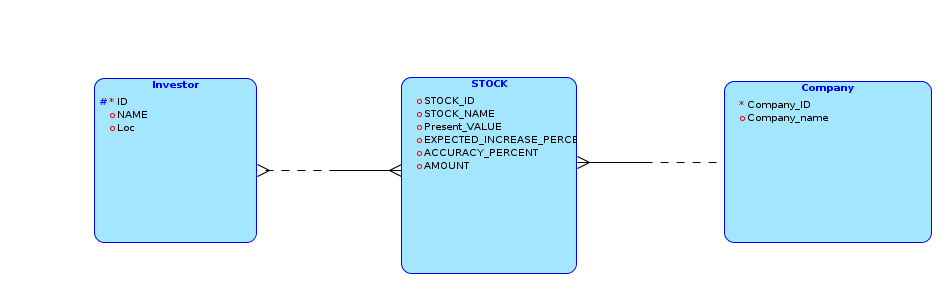 Investor
#* ID
NAME
Loc
STOCK
STOCK_ID
STOCK_NAME
Present_VALUE
EXPECTED_INCREASE_PERCE
ACCURACY_PERCENT
AMOUNT
Company
* Company_ID
Company_name